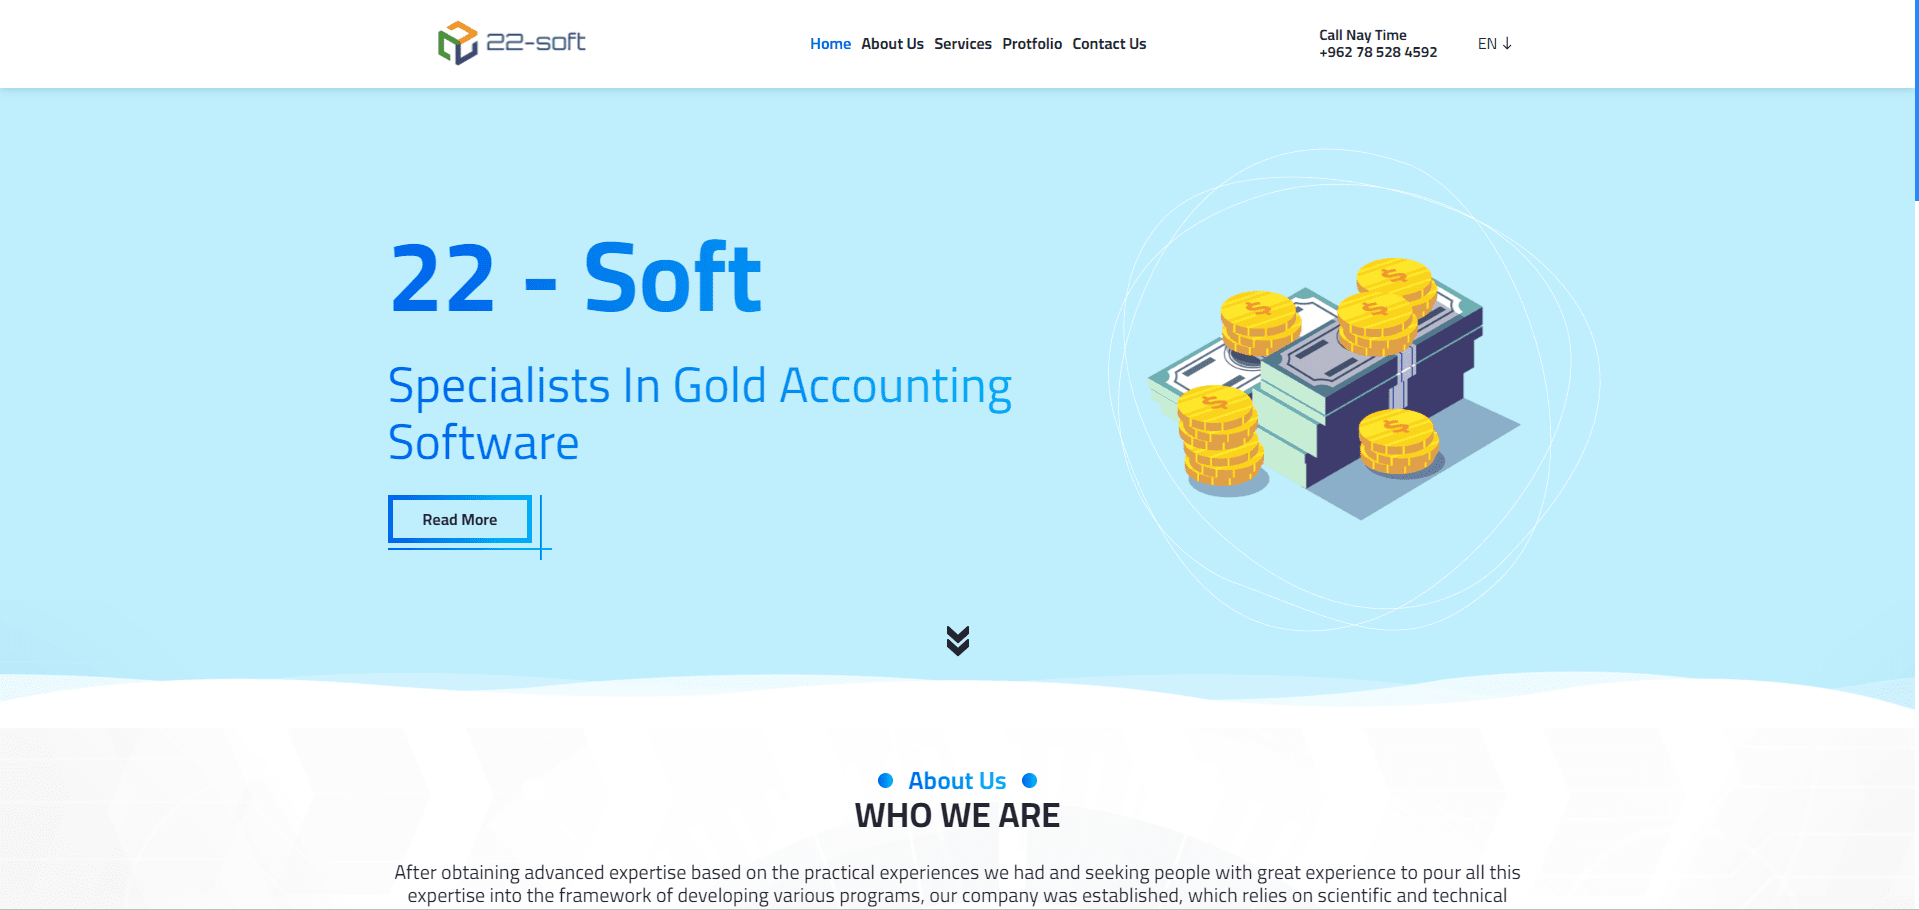 22-soft
Home About Us Services Protfolio Contact Us
Call Nay Time
+962 78 528 4592
EN ↓
22 - Soft
Specialists In Gold Accounting
Software
Read More
About Us
WHO WE ARE
After obtaining advanced expertise based on the practical experiences we had and seeking people with great experience to pour all this
expertise into the framework of developing various programs, our company was established, which relies on scientific and technical